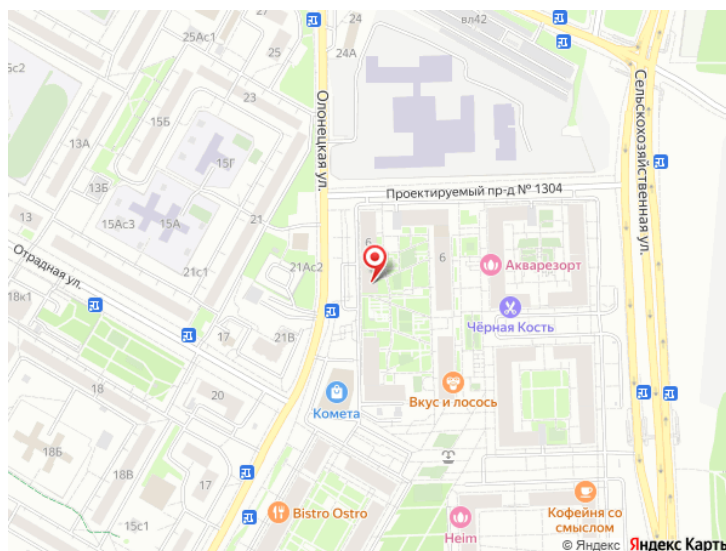 25Ас1
25
24А
вл42
5с2
23
15Б
13А
15Г
Олонецкая ул.
Сельскохозяйственная ул.
13Б
Проектируемый пр-д № 1304
13
15Ас3
15А
21
6
6
Отрадная ул.
21с1
21Ас2
Акварезорт
18к1
17
21В
Чёрная Кость
18
20
Комета
Вкус и лосось
18Б
18В
17
15с1
Bistro Ostro
Heim
Кофейня со
смыслом
© Яндекс Яндекс Карты